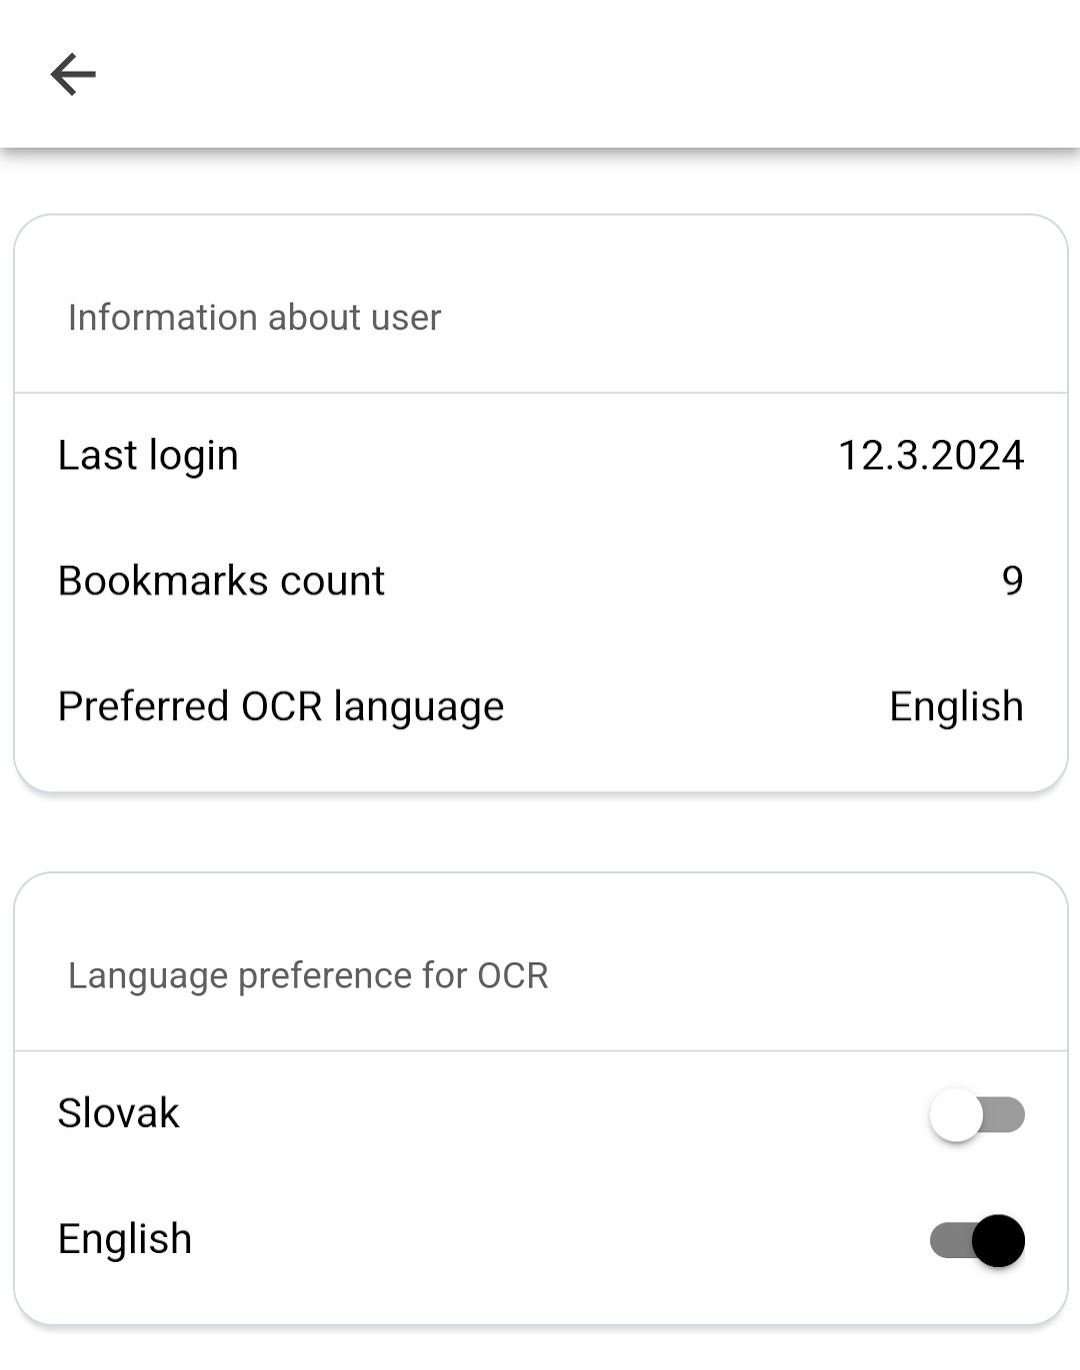 Information about user
Last login 12.3.2024
Bookmarks count 9
Preferred OCR language English
Language preference for OCR
Slovak
English